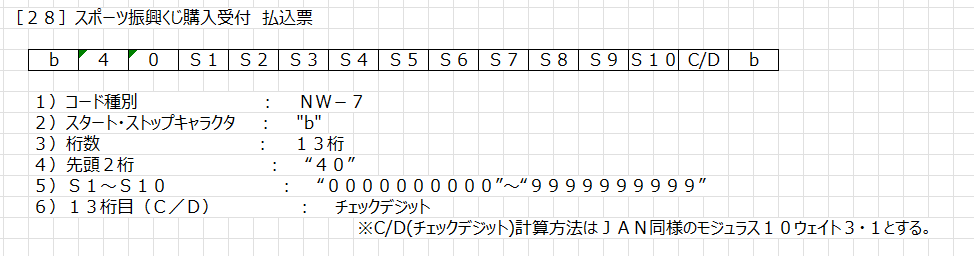 ［２８］スポーツ振興くじ購入受付　払込票
b 4 0 Ｓ１ Ｓ２ Ｓ３ Ｓ４ Ｓ５ Ｓ６ Ｓ７ Ｓ８ Ｓ９ Ｓ１０ C/D b
１）コード種別　：　ＮＷ－７
２）スタート・ストップキャラクタ　：　"b"
３）桁数　：　１３桁
４）先頭２桁　：　“４０”
５）Ｓ１～Ｓ１０　：　“００００００００００”～“９９９９９９９９９９”
６）１３桁目（Ｃ／Ｄ）　：　チェックデジット
※C/D(チェックデジット)計算方法はＪＡＮ同様のモジュラス１０ウェイト３・１とする。